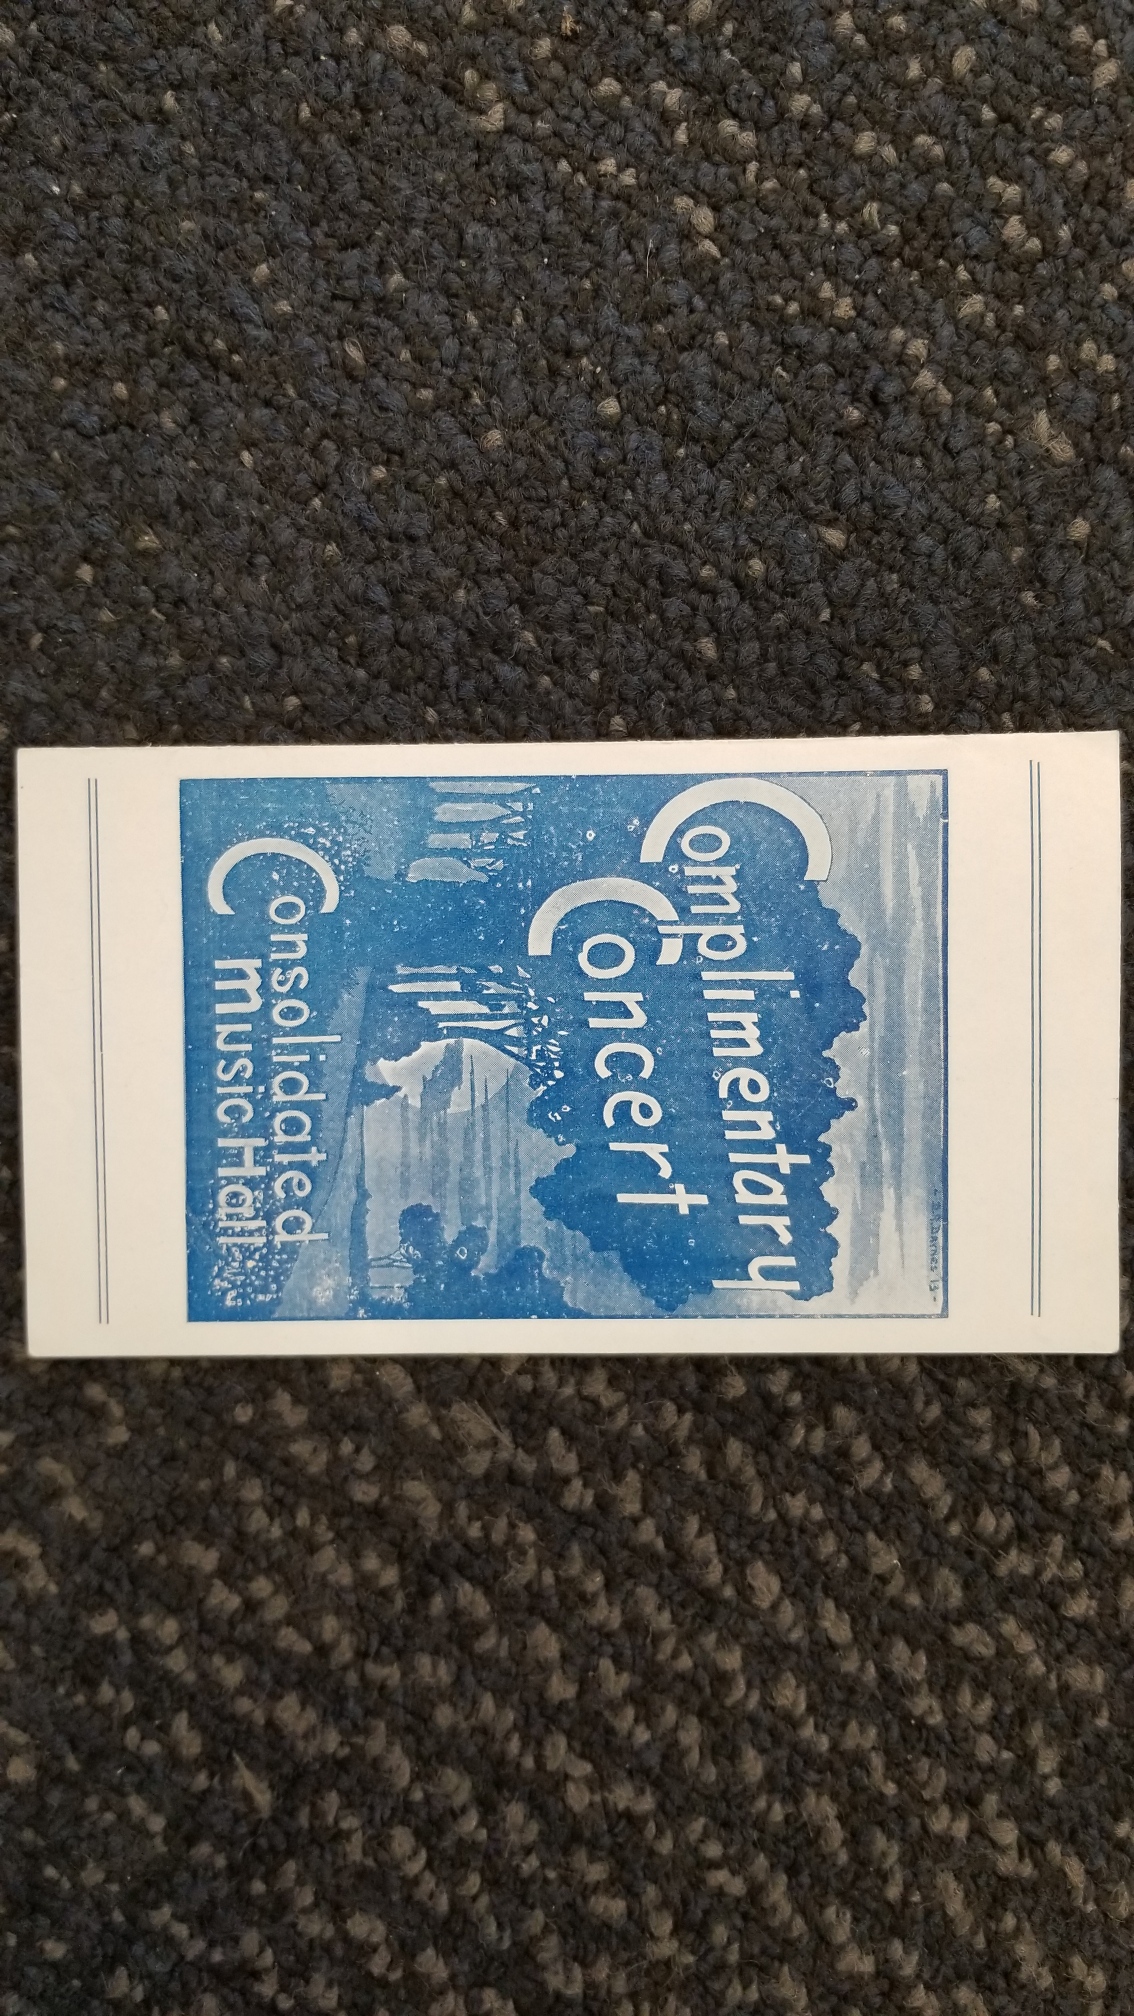 Complimentary
Concert
Consolidated
Music Hall